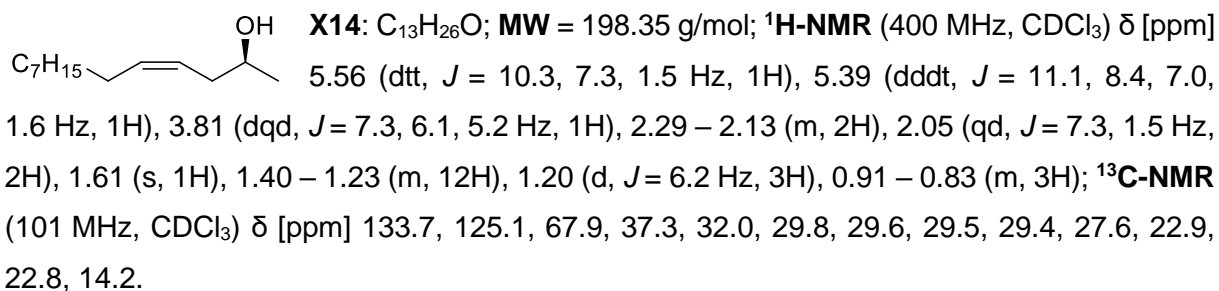 OH
C₇H₁₅
X14: C₁₃H₂₆O; MW = 198.35 g/mol; ¹H-NMR (400 MHz, CDCl₃) δ [ppm]
5.56 (dtt, J = 10.3, 7.3, 1.5 Hz, 1H), 5.39 (dddt, J = 11.1, 8.4, 7.0,
1.6 Hz, 1H), 3.81 (dqd, J = 7.3, 6.1, 5.2 Hz, 1H), 2.29 – 2.13 (m, 2H), 2.05 (qd, J = 7.3, 1.5 Hz,
2H), 1.61 (s, 1H), 1.40 – 1.23 (m, 12H), 1.20 (d, J = 6.2 Hz, 3H), 0.91 – 0.83 (m, 3H); ¹³C-NMR
(101 MHz, CDCl₃) δ [ppm] 133.7, 125.1, 67.9, 37.3, 32.0, 29.8, 29.6, 29.5, 29.4, 27.6, 22.9,
22.8, 14.2.